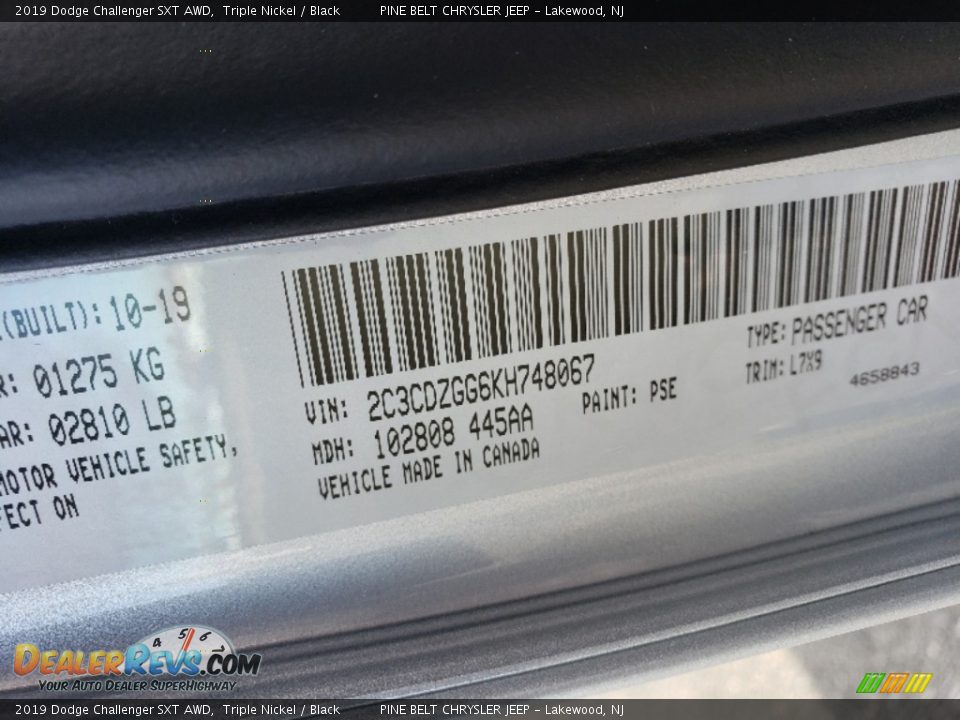 2019 Dodge Challenger SXT AWD, Triple Nickel / Black PINE BELT CHRYSLER JEEP - Lakewood, NJ
(BUILT): 10-19
R: 01275 KG
AR: 02810 LB
MOTOR VEHICLE SAFETY,
FECT ON
VIN: 2C3CDZGG6KH748067
MDH: 102808 445AA
VEHICLE MADE IN CANADA
PAINT: PSE
TYPE: PASSENGER CAR
TRIM: L7X9
4658843
4 5 6
DEALERREVS.COM
YOUR AUTO DEALER SUPERHIGHWAY
2019 Dodge Challenger SXT AWD, Triple Nickel / Black PINE BELT CHRYSLER JEEP - Lakewood, NJ